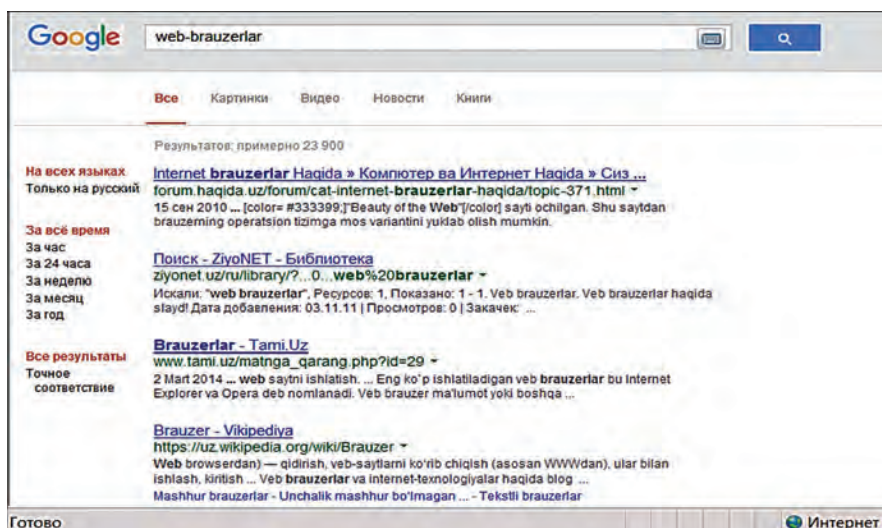 Google
web-brauzerlar
Все Картинки Видео Новости Книги
Результатов: примерно 23 900
На всех языках
Только на русский
За всё время
За час
За 24 часа
За неделю
За месяц
За год
Все результаты
Точное
соответствие
Internet brauzerlar Haqida » Компютер ва Интернет Haqida » Сиз ...
forum.haqida.uz/forum/cat-internet-brauzerlar-haqida/topic-371.html
15 сен 2010 ... [color= #333399;]"Beauty of the Web"[/color] sayti ochilgan. Shu saytdan
brauzerning operatsion tizimga mos variantini yuklab olish mumkin.
Поиск - ZiyoNET - Библиотека
ziyonet.uz/ru/library/?...0...web%20brauzerlar
Искали: "web brauzerlar", Ресурсов: 1, Показано: 1 - 1. Veb brauzerlar. Veb brauzerlar haqida
slayd! Дата добавления: 03.11.11 | Просмотров: 0 | Закачек: ...
Brauzerlar - Tami.Uz
www.tami.uz/matnga_qarang.php?id=29
2 Mart 2014 ... web saytni ishlatish. ... Eng ko`p ishlatiladigan veb brauzerlar bu Internet
Explorer va Opera deb nomlanadi. Veb brauzer ma'lumot yoki boshqa ...
Brauzer - Vikipediya
https://uz.wikipedia.org/wiki/Brauzer
Web browserdan) — qidirish, veb-saytlarni ko'rib chiqish (asosan WWWdan), ular bilan
ishlash, kiritish ... Veb brauzerlar va internet-texnologiyalar haqida blog ...
Mashhur brauzerlar - Unchalik mashhur bo'lmagan ... - Tekstli brauzerlar
Готово
Интернет